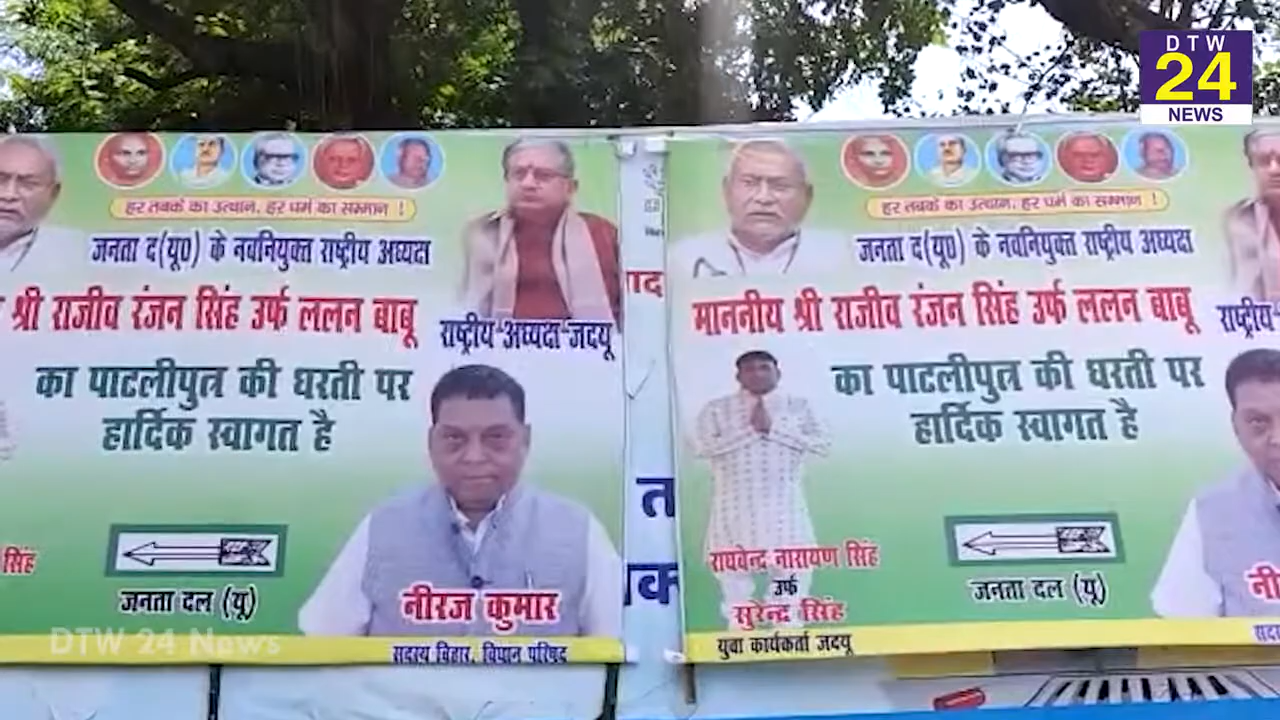 DTW
24
NEWS
हर तबके का उत्थान, हर धर्म का सम्मान !
जनता द(यू०) के नवनियुक्त राष्ट्रीय अध्यक्ष
श्री राजीव रंजन सिंह उर्फ ललन बाबू
राष्ट्रीय अध्यक्ष जदयू
का पाटलीपुत्र की धरती पर
हार्दिक स्वागत है
सिंह
जनता दल (यू)
नीरज कुमार
सदस्य बिहार, विधान परिषद
DTW 24 News
हर तबके का उत्थान, हर धर्म का सम्मान !
जनता द(यू०) के नवनियुक्त राष्ट्रीय अध्यक्ष
माननीय श्री राजीव रंजन सिंह उर्फ ललन बाबू
राष्ट्रीय
का पाटलीपुत्र की धरती पर
हार्दिक स्वागत है
राघवेन्द्र नारायण सिंह
उर्फ
सुरेन्द्र सिंह
युवा कार्यकर्ता जदयू
जनता दल (यू)